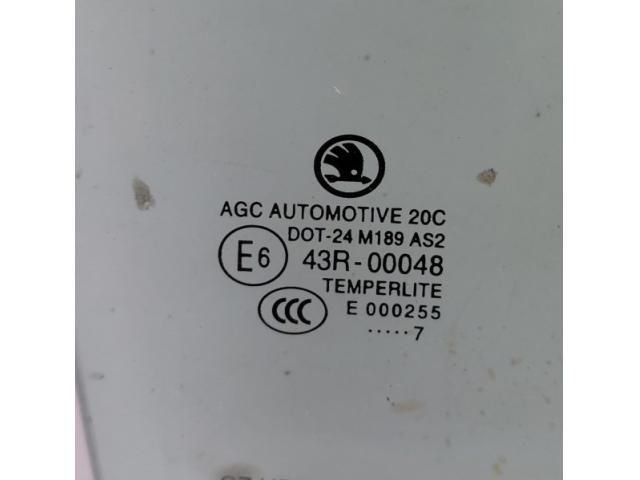 AGC AUTOMOTIVE 20C
DOT-24 M189 AS2
E6 43R-00048
TEMPERLITE
CCC E 000255
.....7